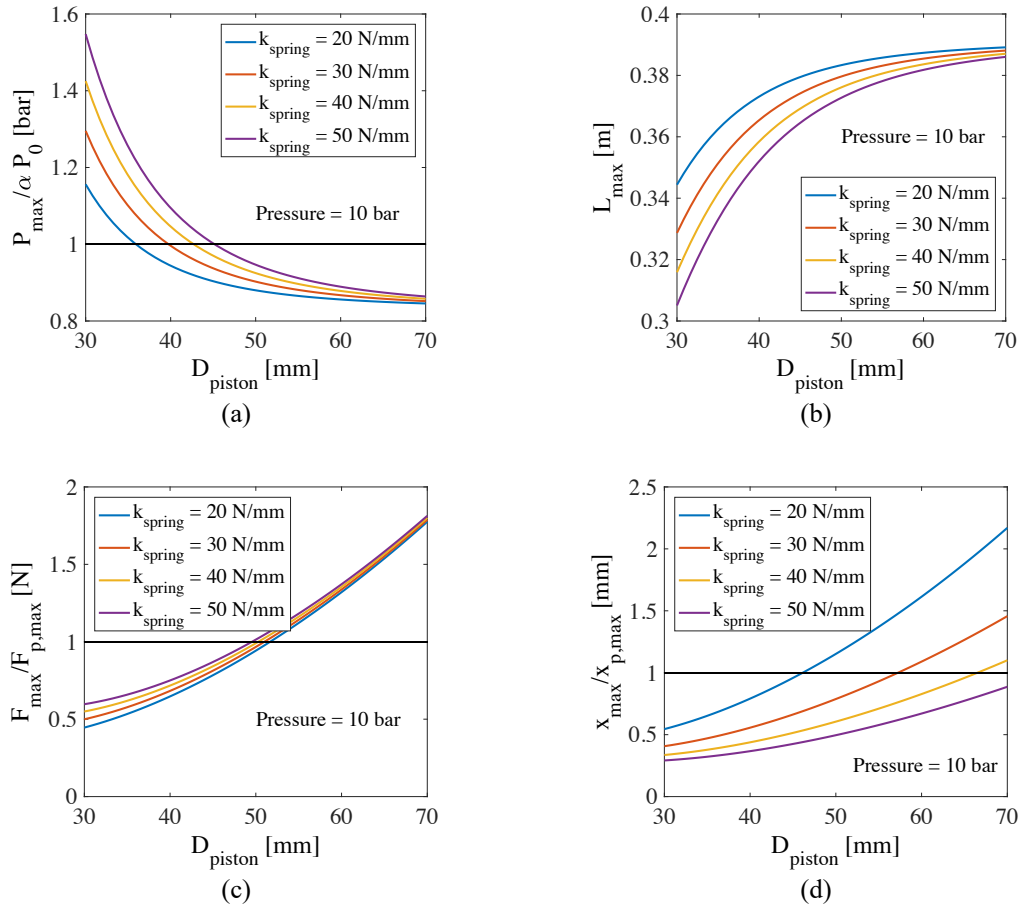 1.6
1.4
1.2
1
0.8
P_max/α P_0 [bar]
k_spring = 20 N/mm
k_spring = 30 N/mm
k_spring = 40 N/mm
k_spring = 50 N/mm
Pressure = 10 bar
30 40 50 60 70
D_piston [mm]
(a)
0.4
0.38
0.36
0.34
0.32
0.3
L_max [m]
Pressure = 10 bar
k_spring = 20 N/mm
k_spring = 30 N/mm
k_spring = 40 N/mm
k_spring = 50 N/mm
30 40 50 60 70
D_piston [mm]
(b)
2
1.5
1
0.5
0
F_max/F_p,max [N]
k_spring = 20 N/mm
k_spring = 30 N/mm
k_spring = 40 N/mm
k_spring = 50 N/mm
Pressure = 10 bar
30 40 50 60 70
D_piston [mm]
(c)
2.5
2
1.5
1
0.5
0
x_max/x_p,max [mm]
k_spring = 20 N/mm
k_spring = 30 N/mm
k_spring = 40 N/mm
k_spring = 50 N/mm
Pressure = 10 bar
30 40 50 60 70
D_piston [mm]
(d)